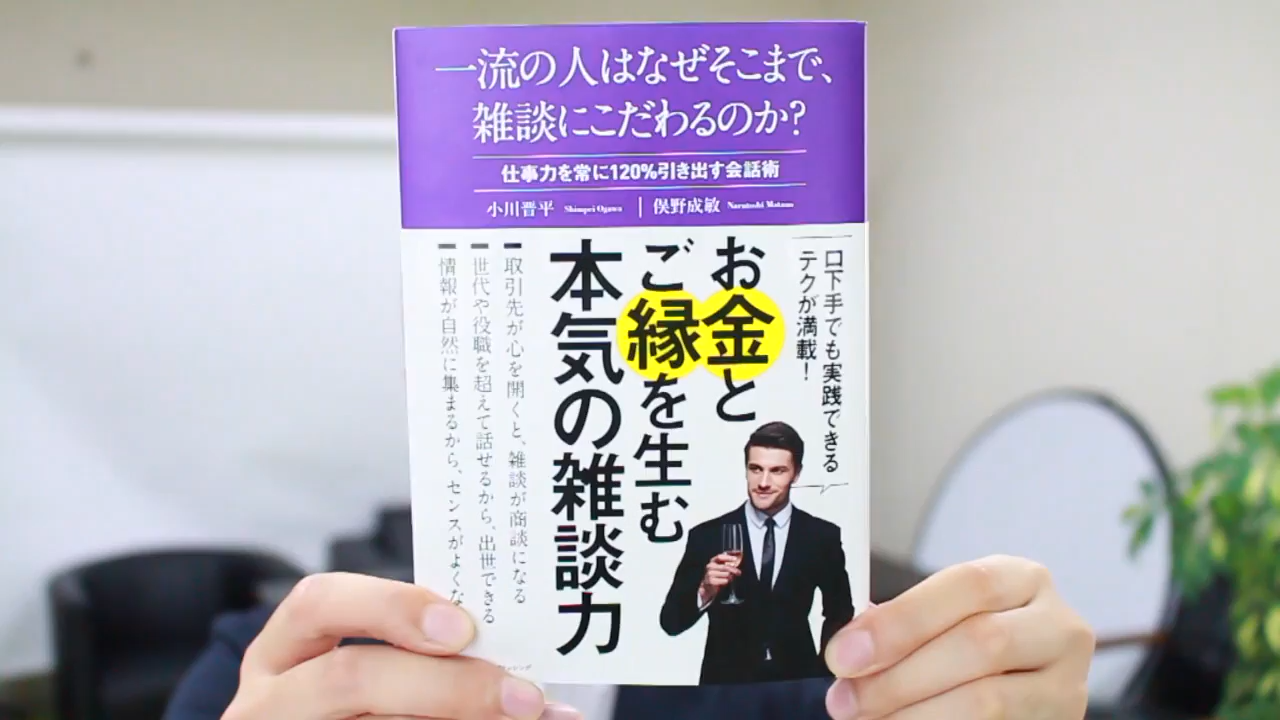 一流の人はなぜそこまで、
雑談にこだわるのか?
仕事力を常に120%引き出す会話術
小川晋平 Shimpei Ogawa | 俣野成敏 Narutoshi Matano
口下手でも実践できる
テクが満載!
お金と
ご縁を生む
本気の雑談力
取引先が心を開くと、雑談が商談になる
世代や役職を超えて話せるから、出世できる
情報が自然に集まるから、センスがよくな